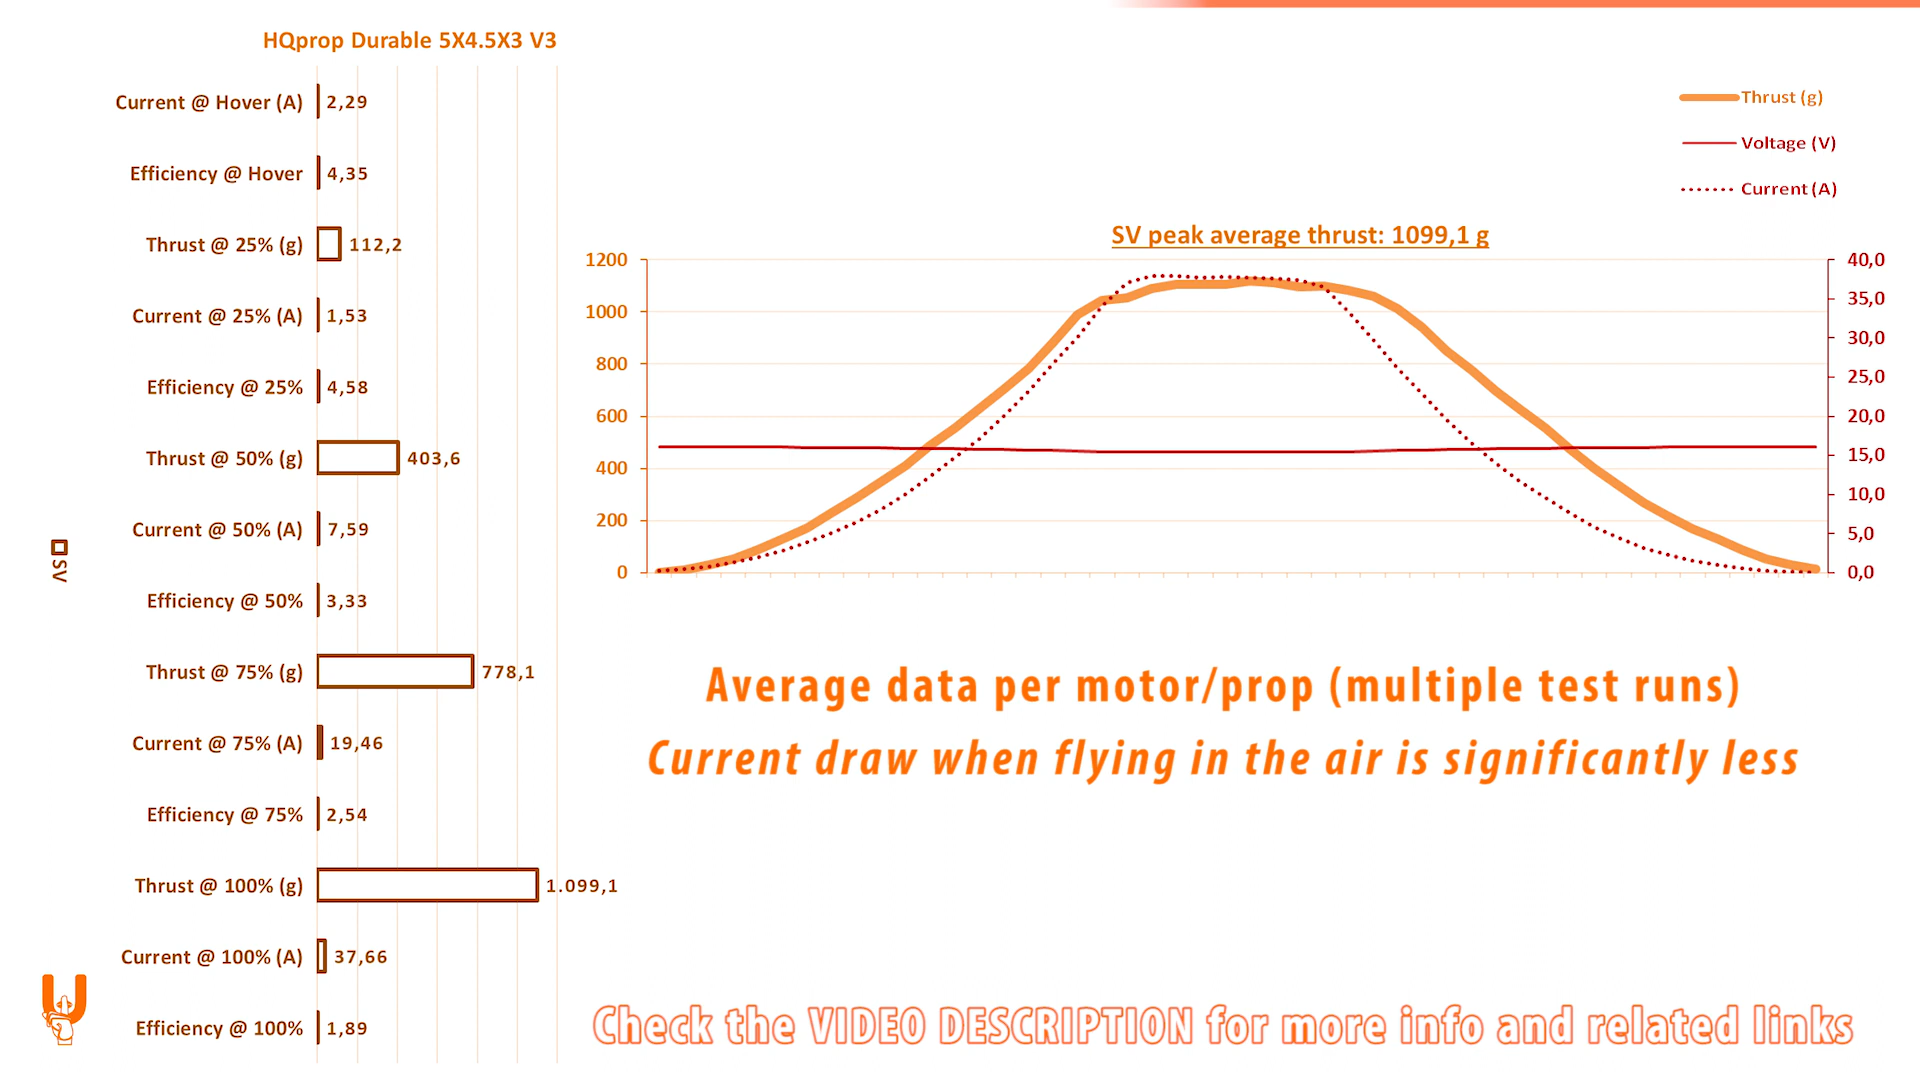 HQprop Durable 5X4.5X3 V3
Current @ Hover (A) 2,29
Efficiency @ Hover 4,35
Thrust @ 25% (g) 112,2
Current @ 25% (A) 1,53
Efficiency @ 25% 4,58
Thrust @ 50% (g) 403,6
Current @ 50% (A) 7,59
Efficiency @ 50% 3,33
Thrust @ 75% (g) 778,1
Current @ 75% (A) 19,46
Efficiency @ 75% 2,54
Thrust @ 100% (g) 1.099,1
Current @ 100% (A) 37,66
Efficiency @ 100% 1,89
SV
Thrust (g)
Voltage (V)
Current (A)
SV peak average thrust: 1099,1 g
1200
1000
800
600
400
200
0
40,0
35,0
30,0
25,0
20,0
15,0
10,0
5,0
0,0
Average data per motor/prop (multiple test runs)
Current draw when flying in the air is significantly less
Check the VIDEO DESCRIPTION for more info and related links